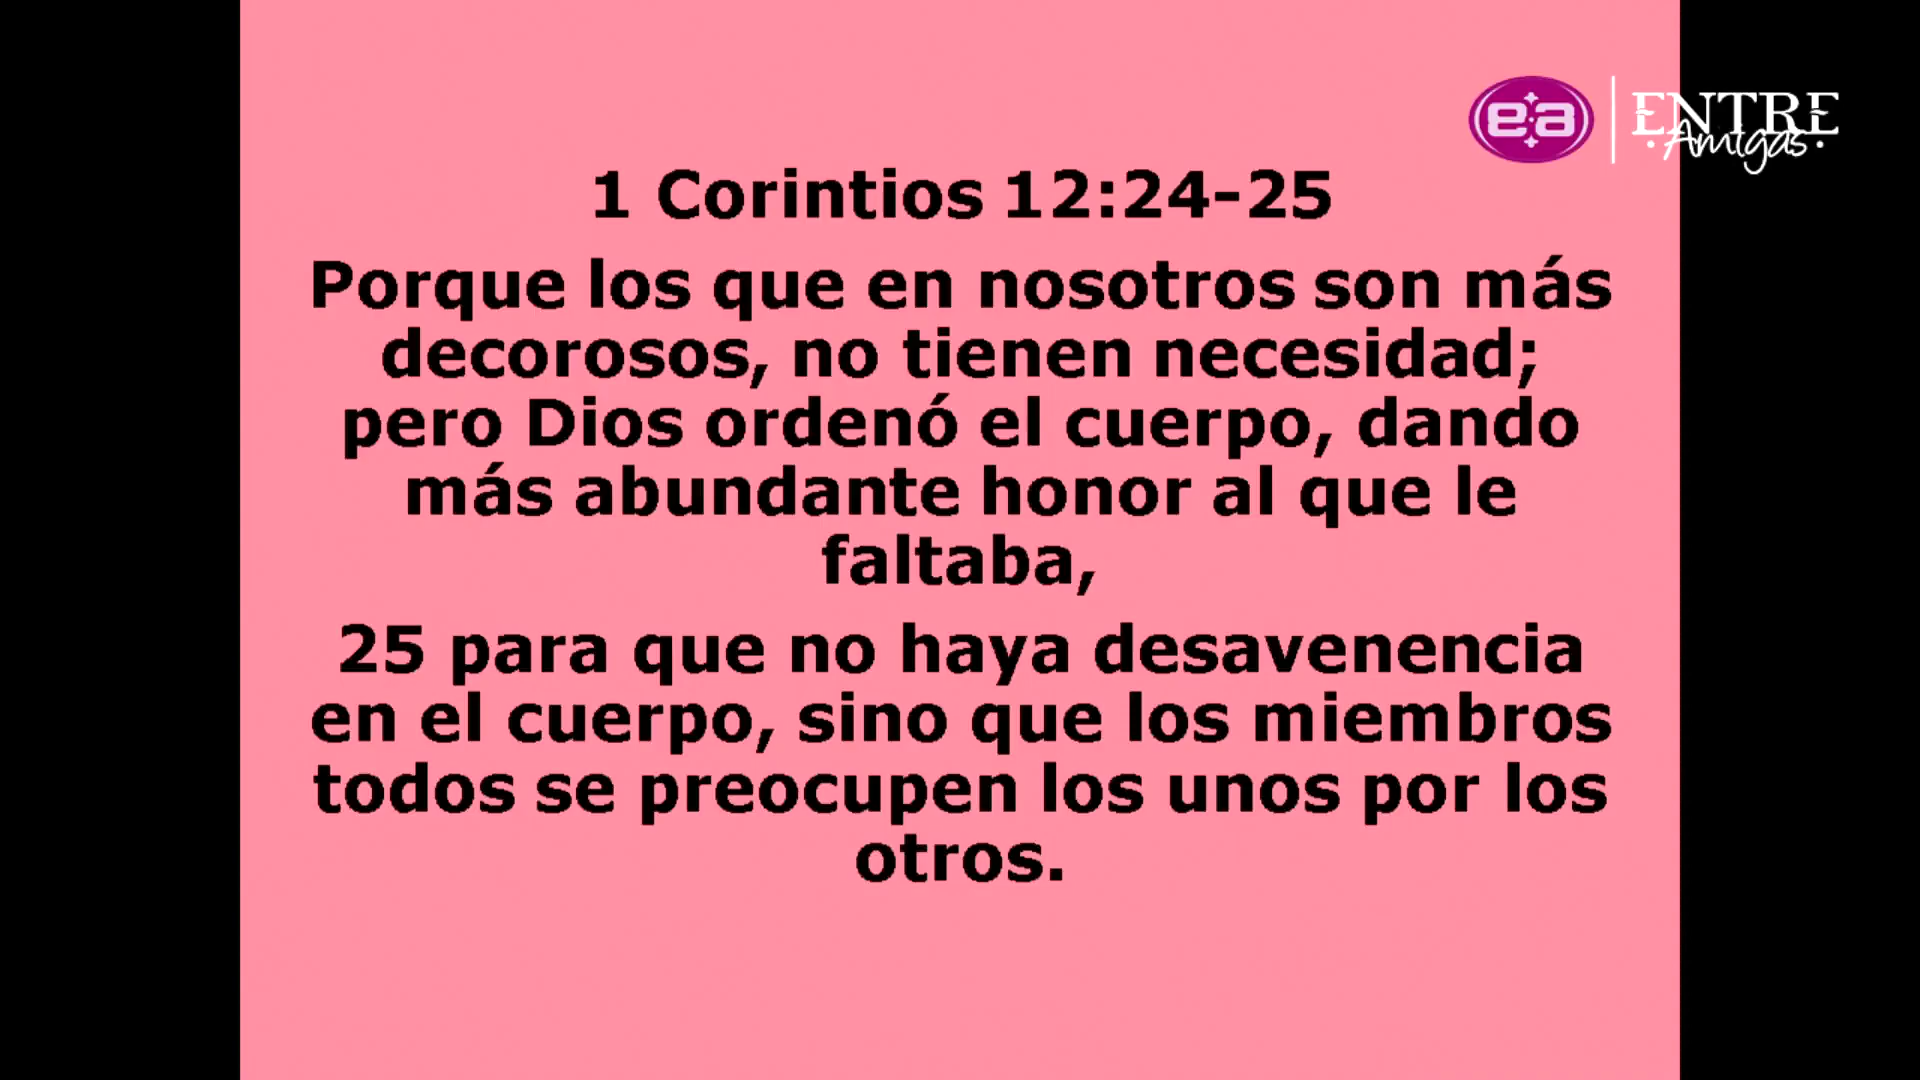 e:a
ENTRE
Amigas
1 Corintios 12:24-25
Porque los que en nosotros son más
decorosos, no tienen necesidad;
pero Dios ordenó el cuerpo, dando
más abundante honor al que le
faltaba,
25 para que no haya desavenencia
en el cuerpo, sino que los miembros
todos se preocupen los unos por los
otros.